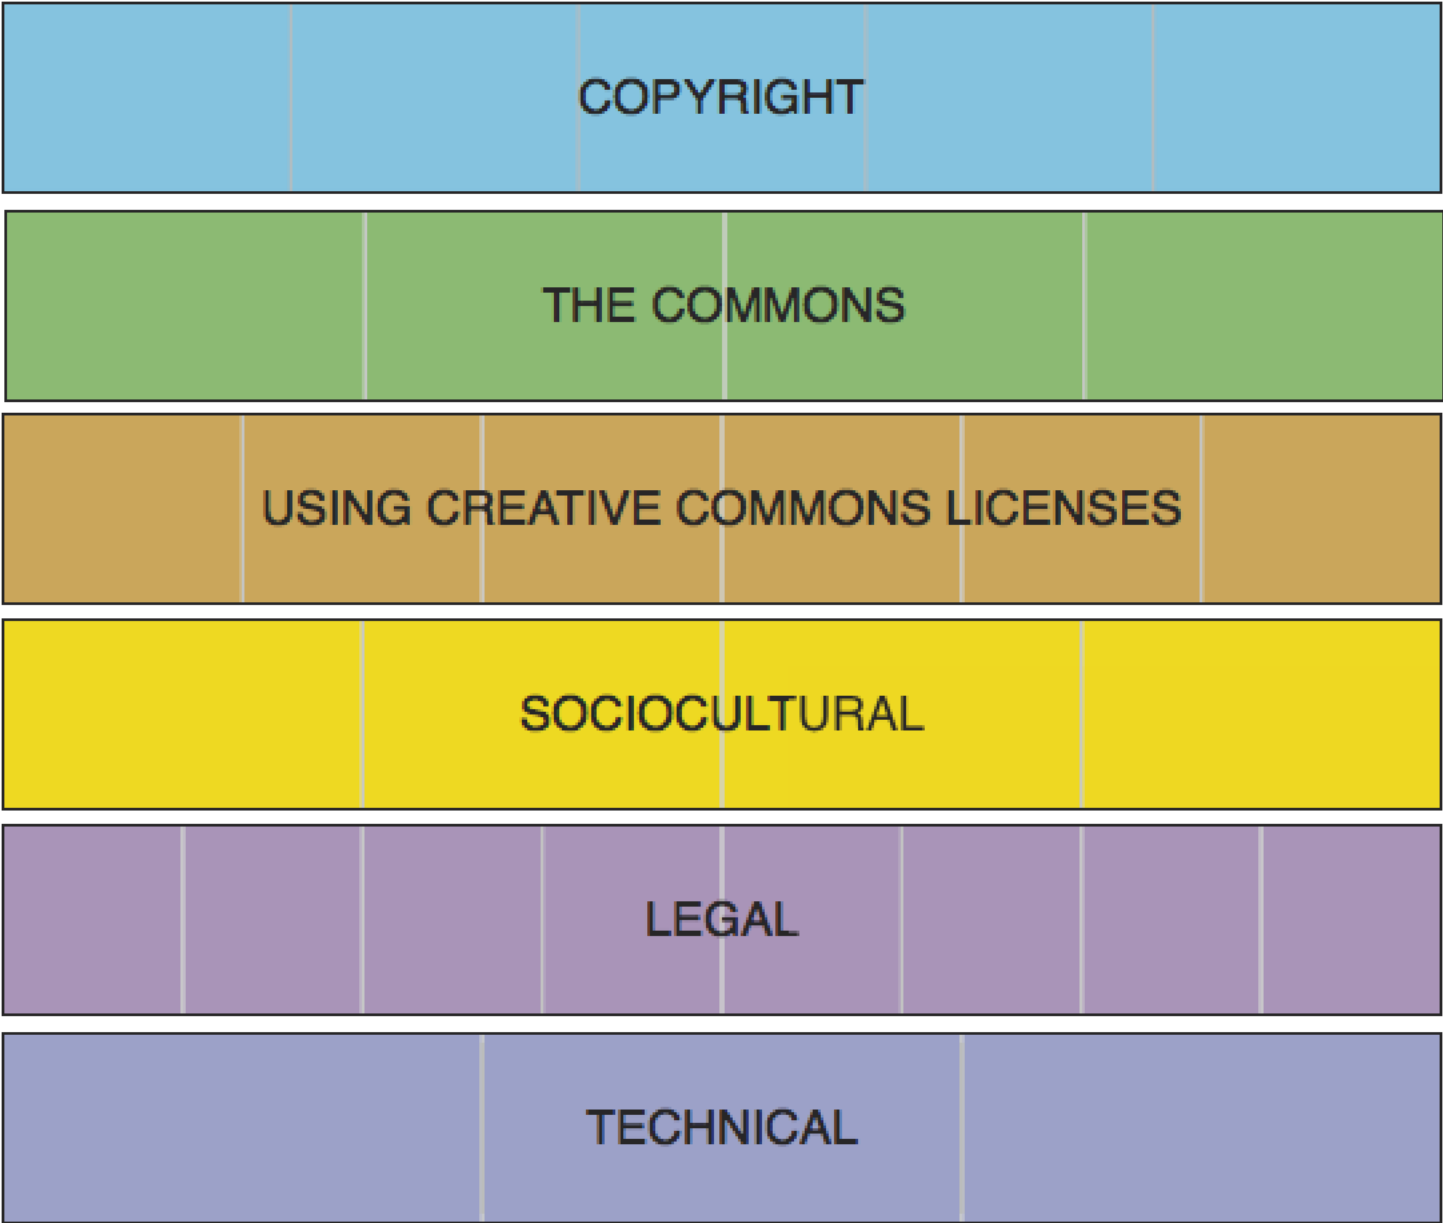 COPYRIGHT
THE COMMONS
USING CREATIVE COMMONS LICENSES
SOCIOCULTURAL
LEGAL
TECHNICAL